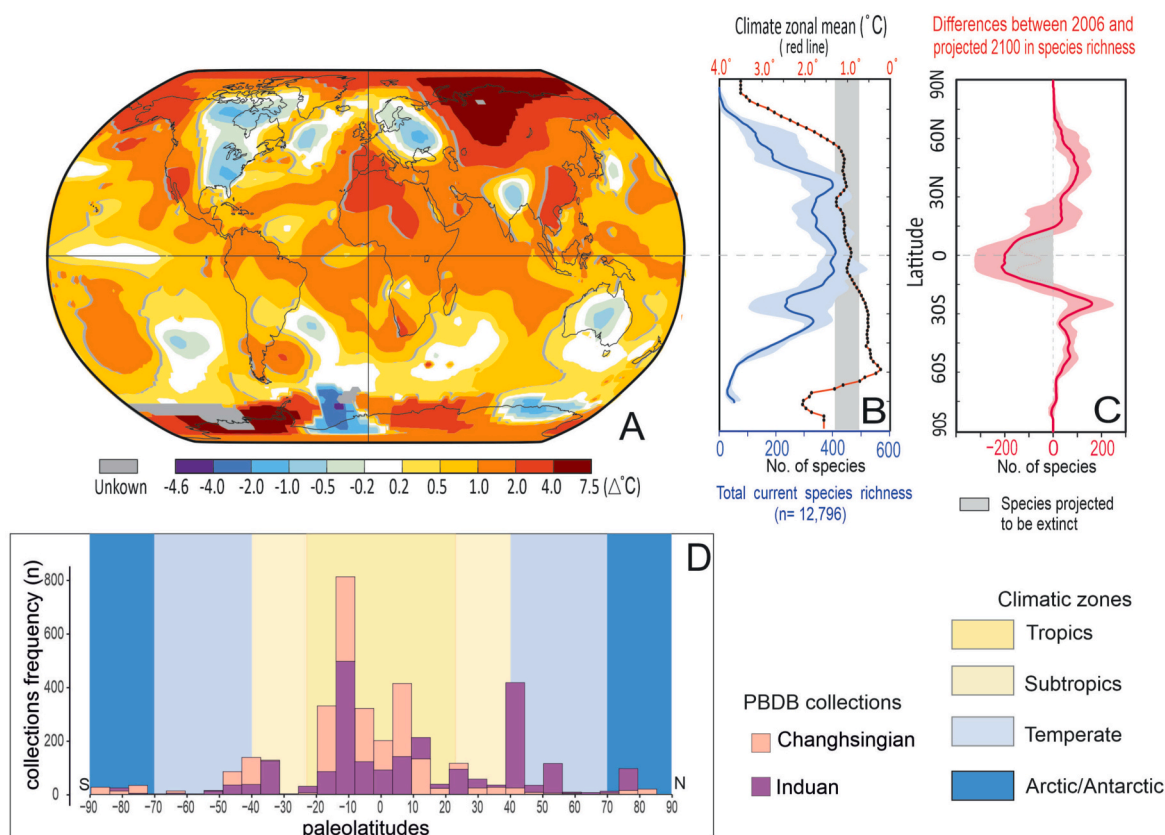 Climate zonal mean (˚C)
(red line)
4.0˚ 3.0˚ 2.0˚ 1.0˚ 0˚
Differences between 2006 and
projected 2100 in species richness
A
B
C
Latitude
90N
60N
30N
0
30S
60S
90S
0 200 400 600
No. of species
Total current species richness
(n= 12,796)
−200 0 200
No. of species
Species projected
to be extinct
Unkown
-4.6 -4.0 -2.0 -1.0 -0.5 -0.2 0.2 0.5 1.0 2.0 4.0 7.5 (△˚C)
D
collections frequency (n)
800
600
400
200
0
S
N
−90 −80 −70 −60 −50 −40 −30 −20 −10 0 10 20 30 40 50 60 70 80 90
paleolatitudes
PBDB collections
Changhsingian
Induan
Climatic zones
Tropics
Subtropics
Temperate
Arctic/Antarctic